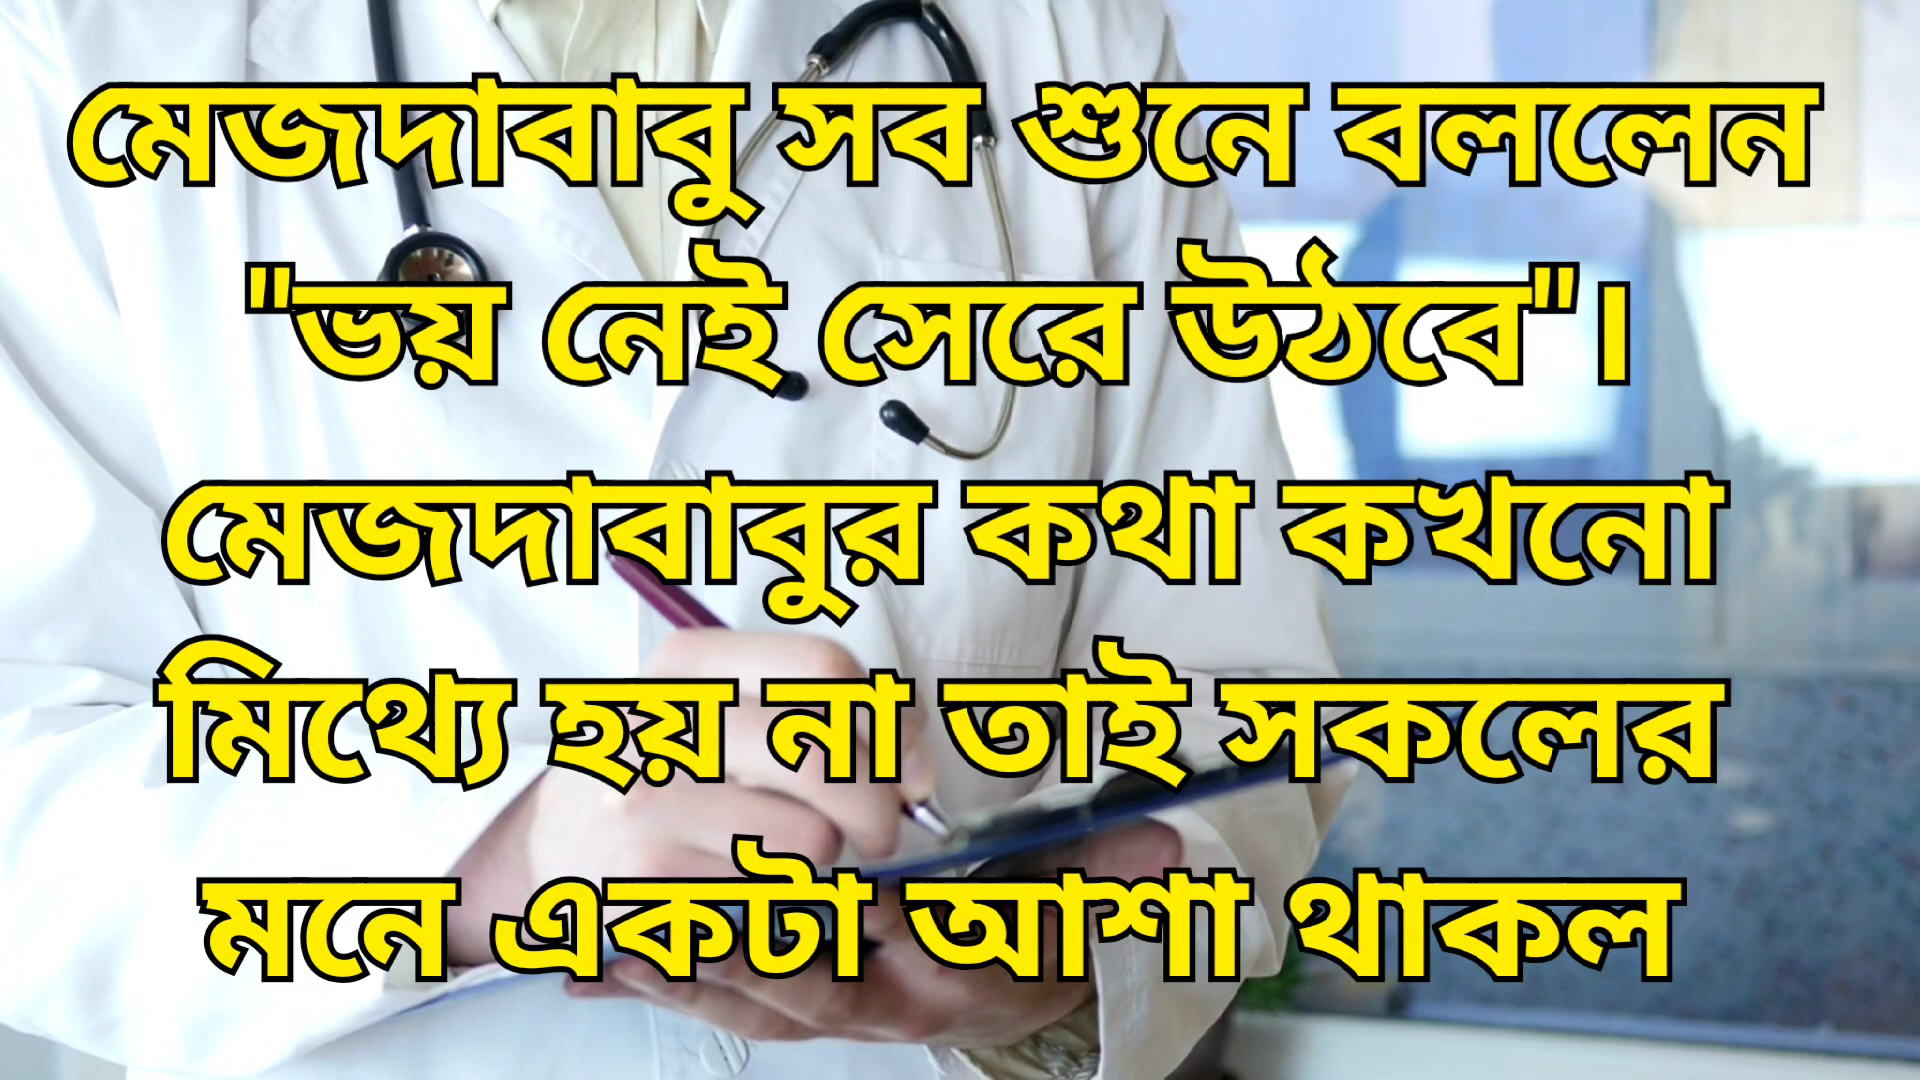 মেজদাবাবু সব শুনে বললেন
"ভয় নেই সেরে উঠবে"।
মেজদাবাবুর কথা কখনো
মিথ্যে হয় না তাই সকলের
মনে একটা আশা থাকল